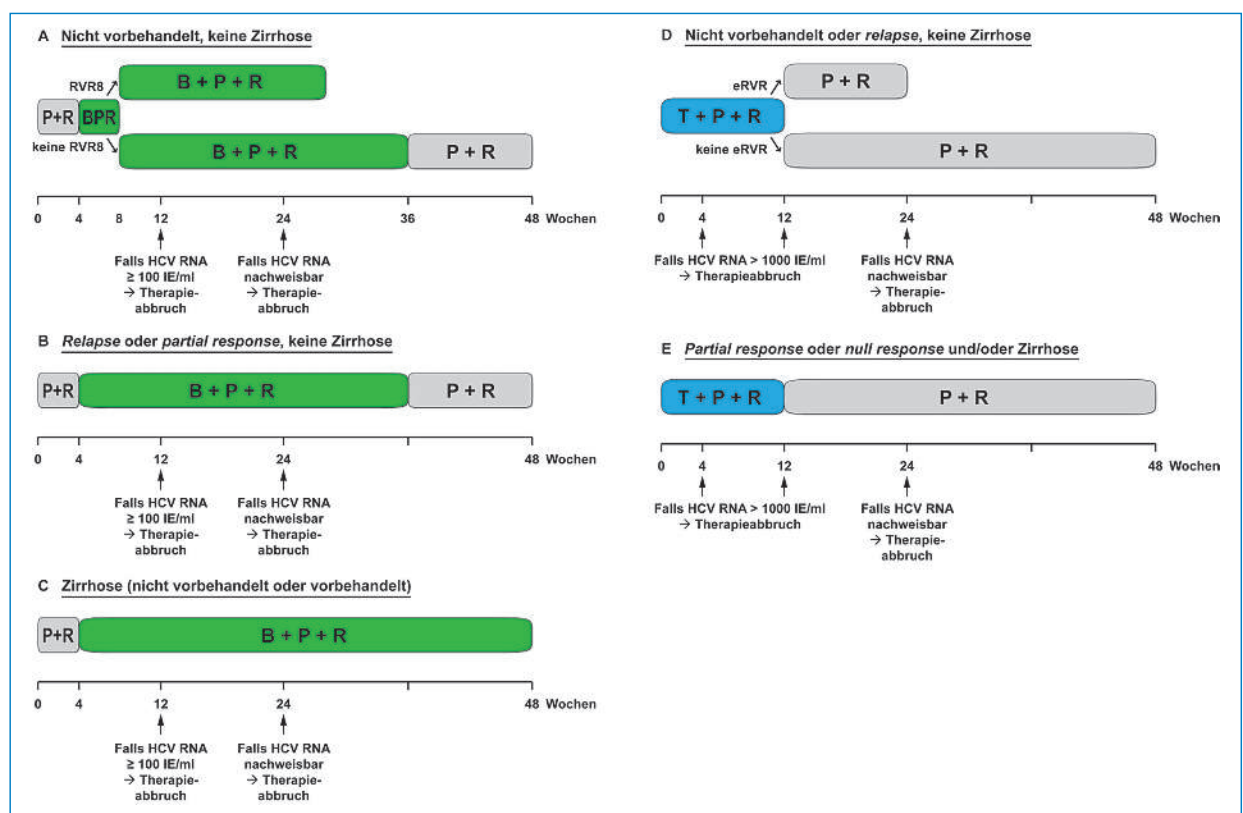 A Nicht vorbehandelt, keine Zirrhose
RVR8
B + P + R
P+R
BPR
keine RVR8
B + P + R
P + R
0 4 8 12 24 36 48 Wochen
Falls HCV RNA
≥ 100 IE/ml
→ Therapie-
abbruch
Falls HCV RNA
nachweisbar
→ Therapie-
abbruch
B Relapse oder partial response, keine Zirrhose
P+R
B + P + R
P + R
0 4 12 24 48 Wochen
Falls HCV RNA
≥ 100 IE/ml
→ Therapie-
abbruch
Falls HCV RNA
nachweisbar
→ Therapie-
abbruch
C Zirrhose (nicht vorbehandelt oder vorbehandelt)
P+R
B + P + R
0 4 12 24 48 Wochen
Falls HCV RNA
≥ 100 IE/ml
→ Therapie-
abbruch
Falls HCV RNA
nachweisbar
→ Therapie-
abbruch
D Nicht vorbehandelt oder relapse, keine Zirrhose
eRVR
P + R
T + P + R
keine eRVR
P + R
0 4 12 24 48 Wochen
Falls HCV RNA > 1000 IE/ml
→ Therapieabbruch
Falls HCV RNA
nachweisbar
→ Therapie-
abbruch
E Partial response oder null response und/oder Zirrhose
T + P + R
P + R
0 4 12 24 48 Wochen
Falls HCV RNA > 1000 IE/ml
→ Therapieabbruch
Falls HCV RNA
nachweisbar
→ Therapie-
abbruch